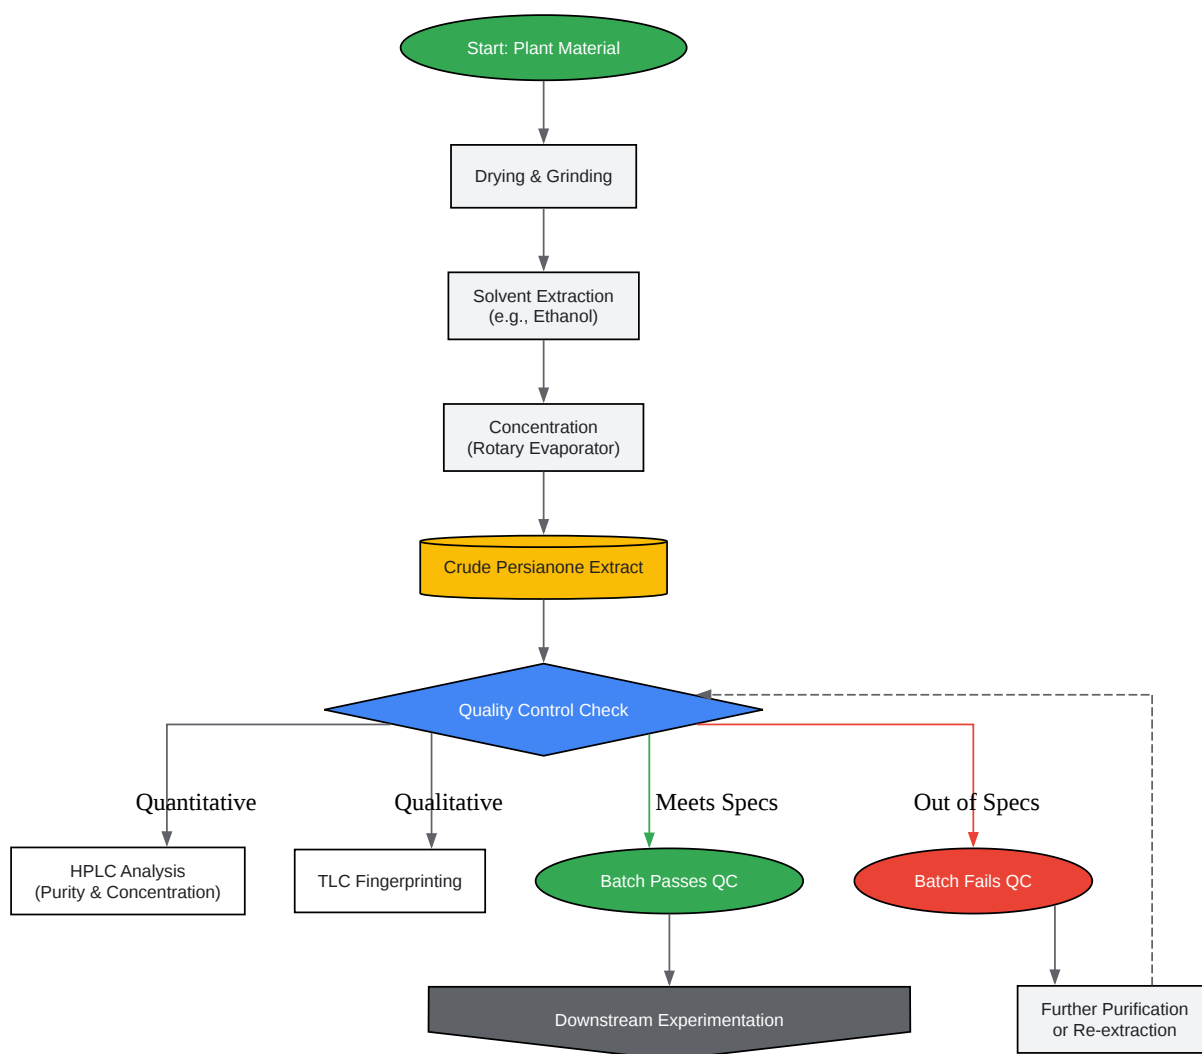 Start: Plant Material
Drying & Grinding
Solvent Extraction
(e.g., Ethanol)
Concentration
(Rotary Evaporator)
Crude Persianone Extract
Quality Control Check
Quantitative
Qualitative
Meets Specs
Out of Specs
HPLC Analysis
(Purity & Concentration)
TLC Fingerprinting
Batch Passes QC
Batch Fails QC
Downstream Experimentation
Further Purification
or Re-extraction